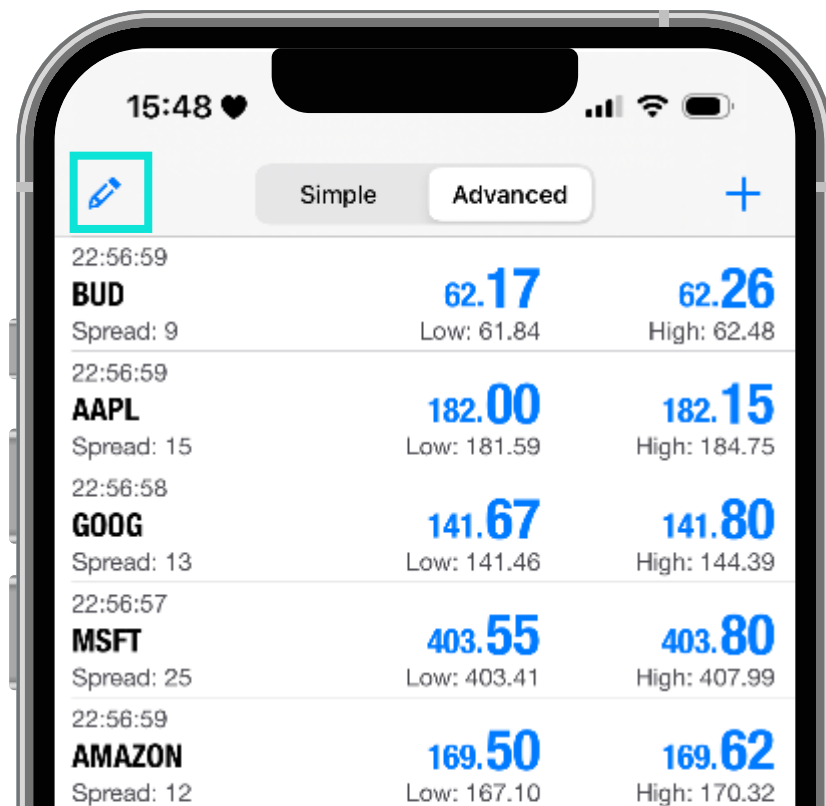 15:48
Simple Advanced
22:56:59
BUD 62.17 62.26
Spread: 9 Low: 61.84 High: 62.48
22:56:59
AAPL 182.00 182.15
Spread: 15 Low: 181.59 High: 184.75
22:56:58
GOOG 141.67 141.80
Spread: 13 Low: 141.46 High: 144.39
22:56:57
MSFT 403.55 403.80
Spread: 25 Low: 403.41 High: 407.99
22:56:59
AMAZON 169.50 169.62
Spread: 12 Low: 167.10 High: 170.32